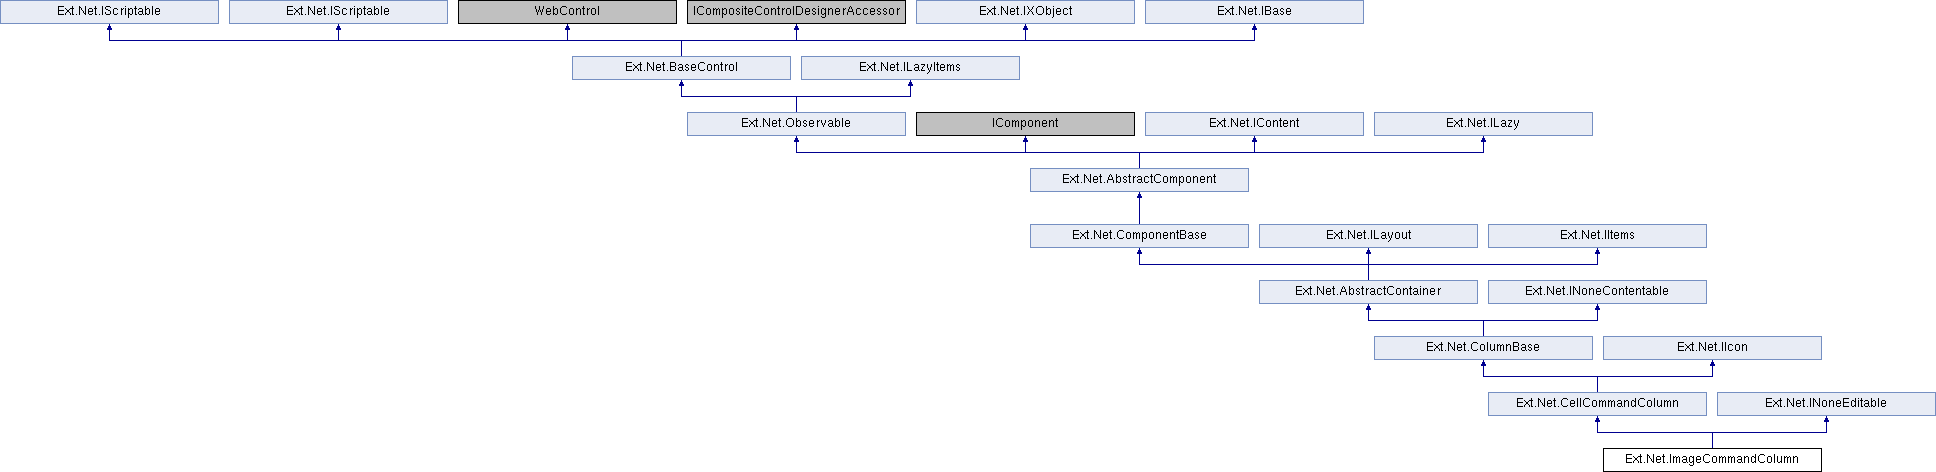 Ext.Net.IScriptable
Ext.Net.IScriptable
WebControl
ICompositeControlDesignerAccessor
Ext.Net.IXObject
Ext.Net.IBase
Ext.Net.BaseControl
Ext.Net.ILazyItems
Ext.Net.Observable
IComponent
Ext.Net.IContent
Ext.Net.ILazy
Ext.Net.AbstractComponent
Ext.Net.ComponentBase
Ext.Net.ILayout
Ext.Net.IItems
Ext.Net.AbstractContainer
Ext.Net.INoneContentable
Ext.Net.ColumnBase
Ext.Net.IIcon
Ext.Net.CellCommandColumn
Ext.Net.INoneEditable
Ext.Net.ImageCommandColumn